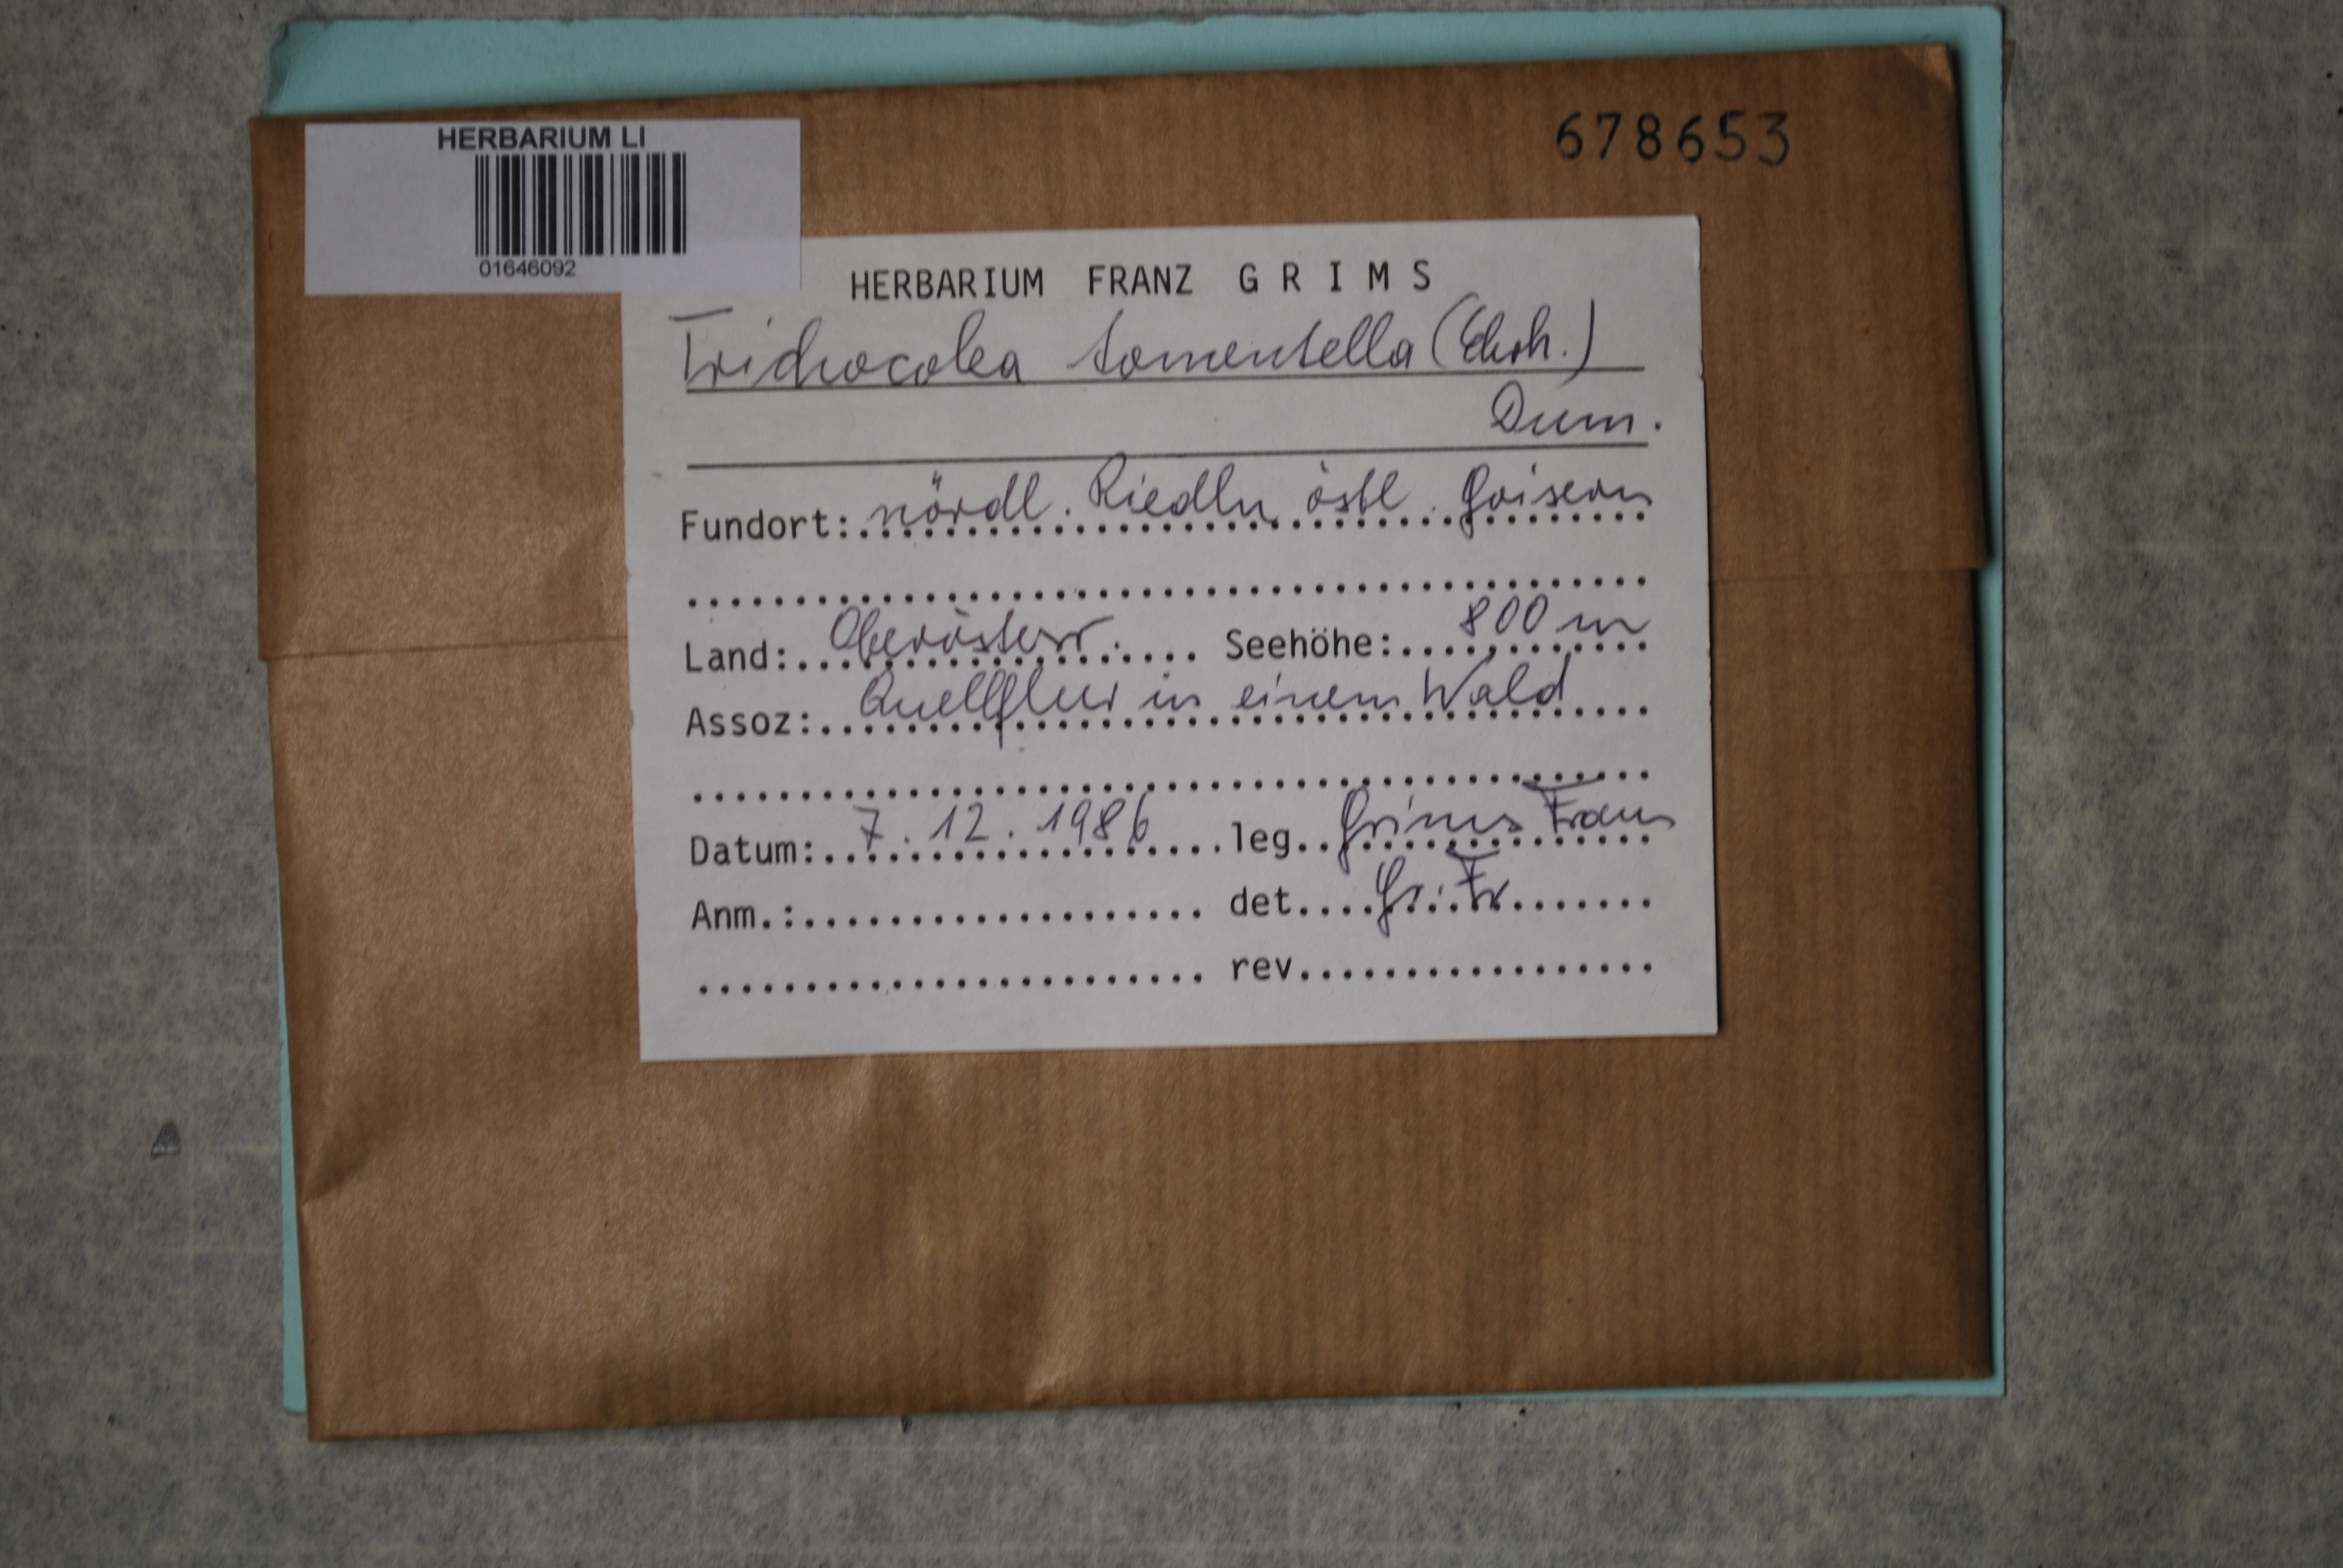 HERBARIUM LI
01646092
678653
HERBARIUM FRANZ GRIMS
Trichocolea tomentella (Ehrh.)
Dum.
Fundort: nördl. Riedln östl. Goisern
Land: Oberösterr. Seehöhe: 800 m
Assoz: Quellflur in einem Wald
Datum: 7.12.1986 leg. Grims Franz
Anm.: det. Gr. Fr
rev.